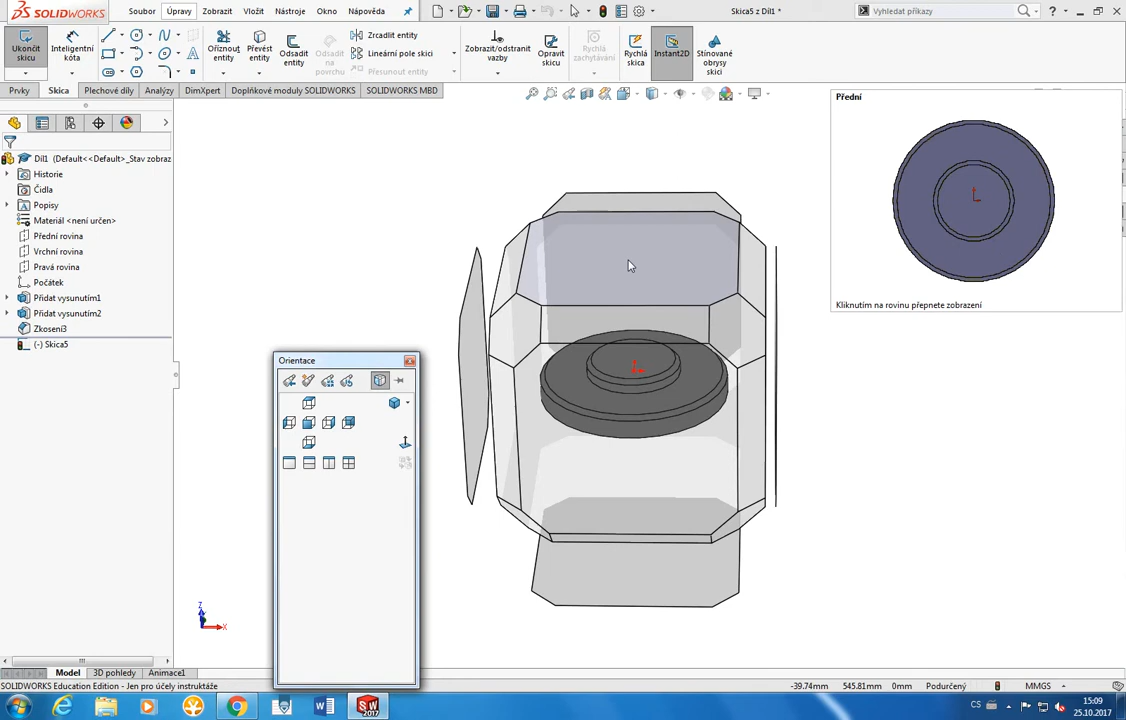 SOLIDWORKS
Soubor
Úpravy
Zobrazit
Vložit
Nástroje
Okno
Nápověda
Skica5 z Díl1 *
Vyhledat příkazy
Ukončit skicu
Inteligentní kóta
Oříznout entity
Převést entity
Odsadit entity
Odsadit na povrchu
Zrcadlit entity
Lineární pole skici
Přesunout entity
Zobrazit/odstranit vazby
Opravit skicu
Rychlá zachytávání
Rychlá skica
Instant2D
Stínované obrysy skici
Prvky
Skica
Plechové díly
Analýzy
DimXpert
Doplňkové moduly SOLIDWORKS
SOLIDWORKS MBD
Díl1 (Default<<Default>_Stav zobraz
Historie
Čidla
Popisy
Materiál <není určen>
Přední rovina
Vrchní rovina
Pravá rovina
Počátek
Přidat vysunutím1
Přidat vysunutím2
Zkosení3
(-) Skica5
Přední
Kliknutím na rovinu přepnete zobrazení
Orientace
Z
X
Model
3D pohledy
Animace1
SOLIDWORKS Education Edition - Jen pro účely instruktáže
-39.74mm
545.81mm
0mm
Podurčený
MMGS
CS
15:09
25.10.2017